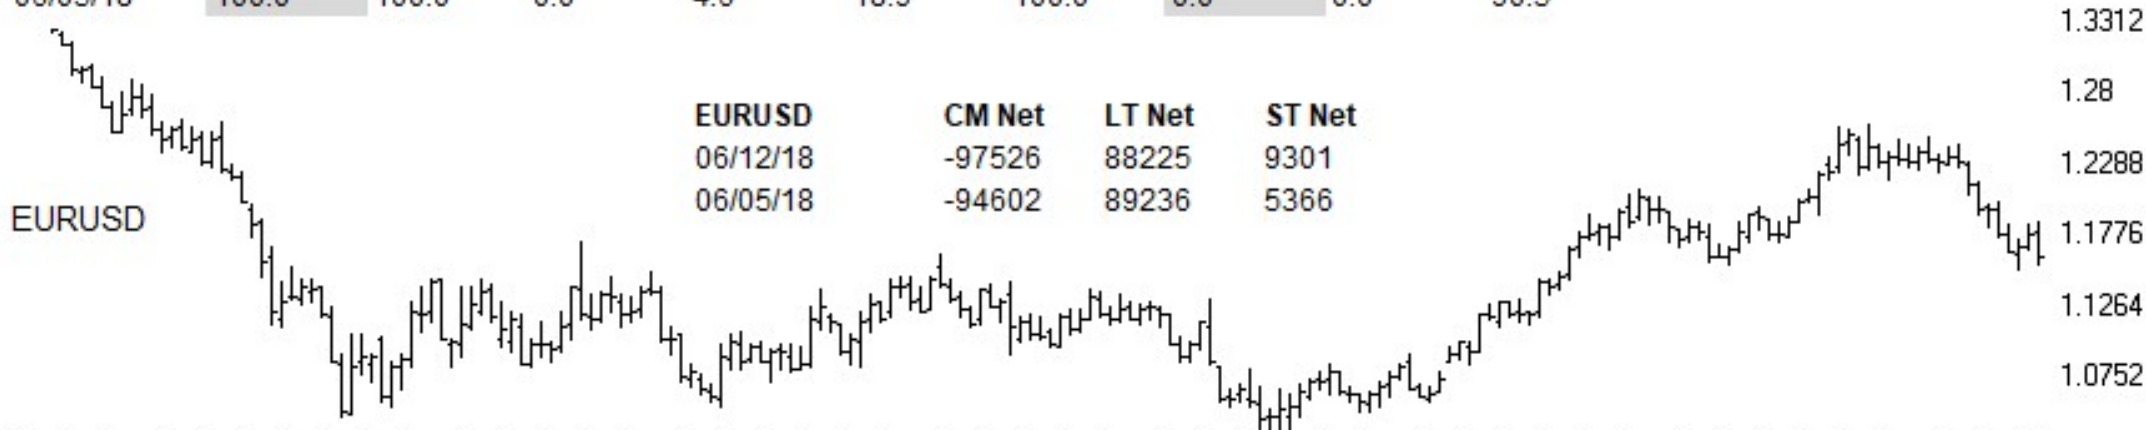 1.3312
1.28
EURUSD CM Net LT Net ST Net
06/12/18 -97526 88225 9301
1.2288
06/05/18 -94602 89236 5366
EURUSD
1.1776
1.1264
1.0752